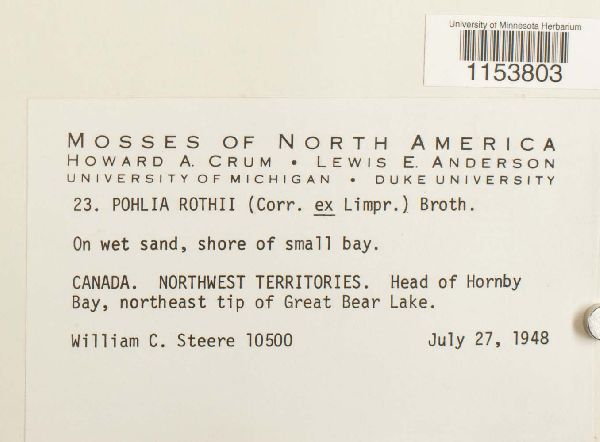 University of Minnesota Herbarium
1153803
MOSSES OF NORTH AMERICA
HOWARD A. CRUM • LEWIS E. ANDERSON
UNIVERSITY OF MICHIGAN • DUKE UNIVERSITY
23. POHLIA ROTHII (Corr. ex Limpr.) Broth.
On wet sand, shore of small bay.
CANADA. NORTHWEST TERRITORIES. Head of Hornby
Bay, northeast tip of Great Bear Lake.
William C. Steere 10500 July 27, 1948